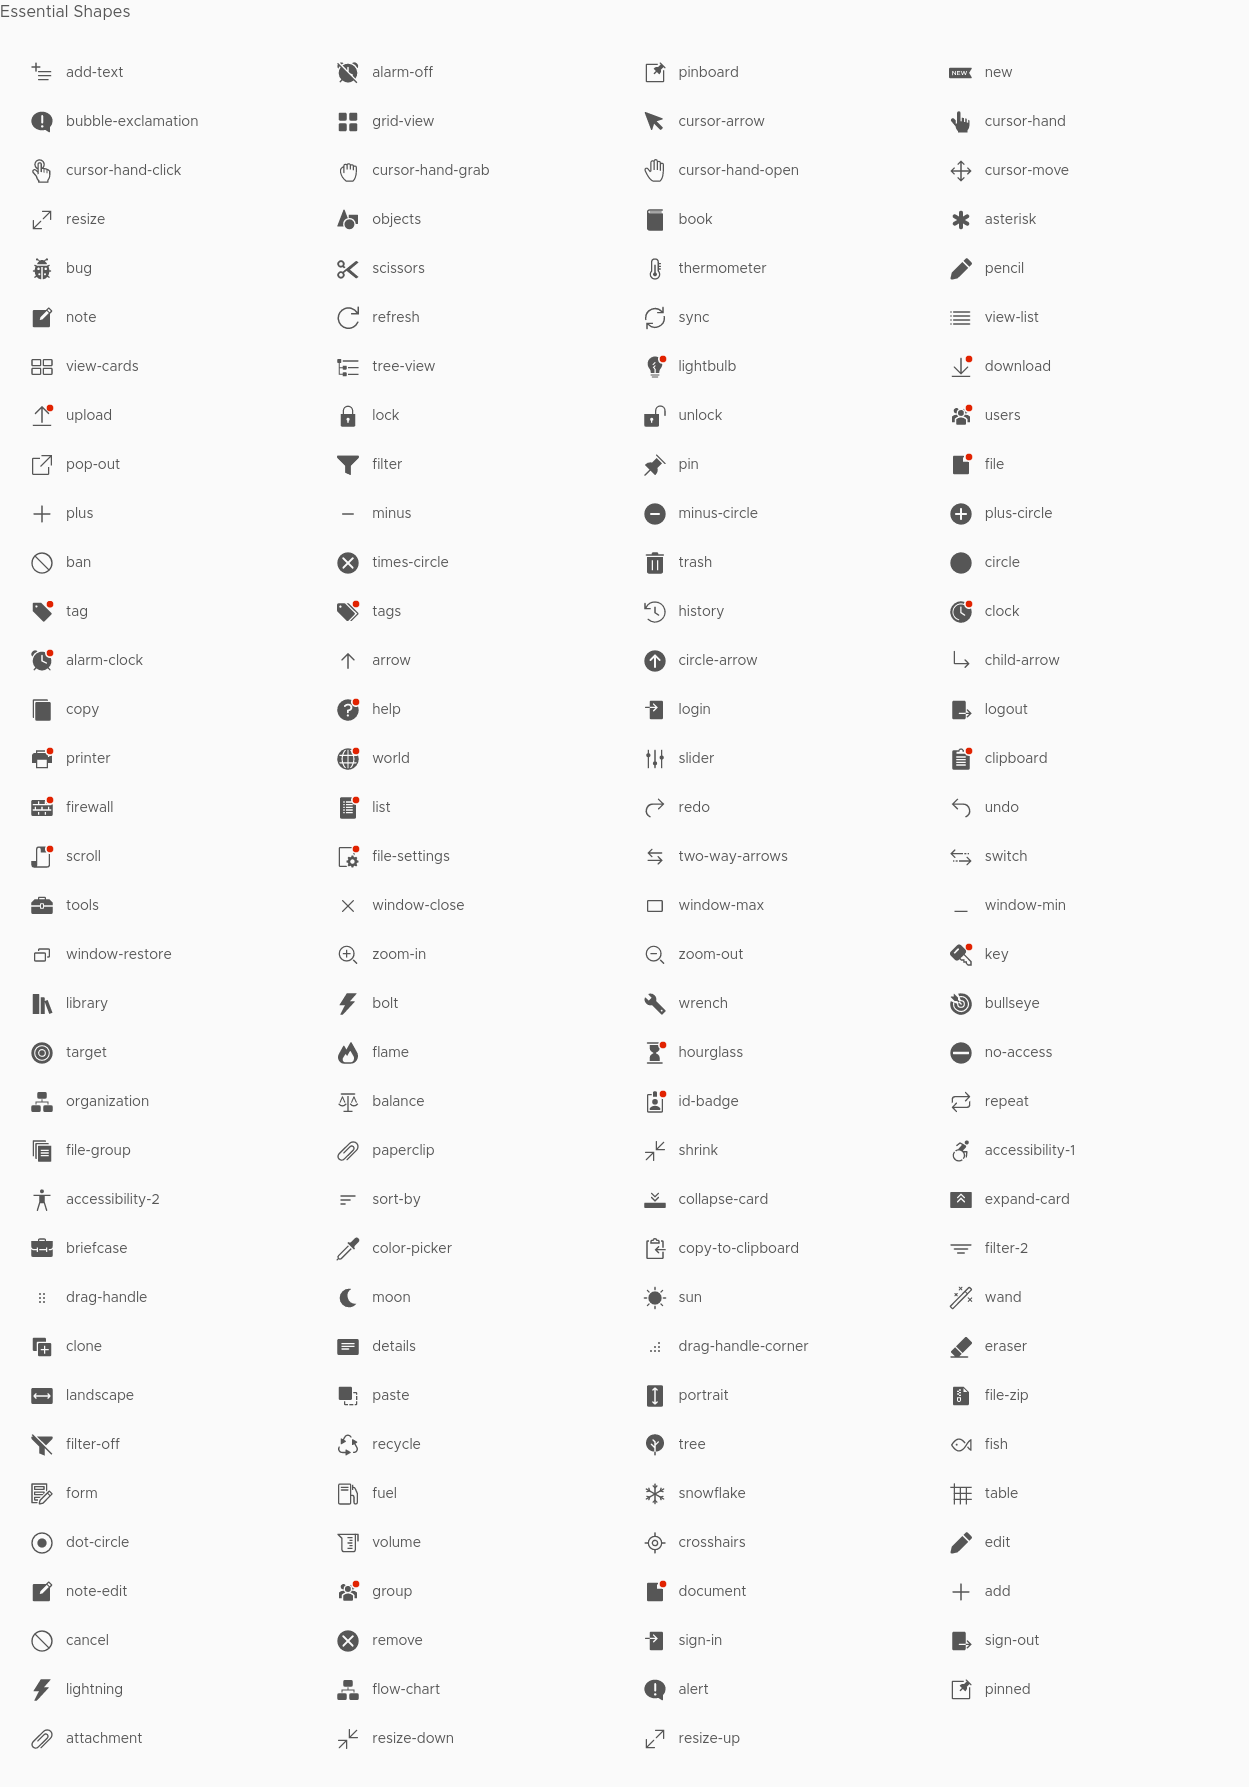 Essential Shapes
add-text alarm-off pinboard NEW new
bubble-exclamation grid-view cursor-arrow cursor-hand
cursor-hand-click cursor-hand-grab cursor-hand-open cursor-move
resize objects book asterisk
bug scissors thermometer pencil
note refresh sync view-list
view-cards tree-view lightbulb download
upload lock unlock users
pop-out filter pin file
plus minus minus-circle plus-circle
ban times-circle trash circle
tag tags history clock
alarm-clock arrow circle-arrow child-arrow
copy help login logout
printer world slider clipboard
firewall list redo undo
scroll file-settings two-way-arrows switch
tools window-close window-max window-min
window-restore zoom-in zoom-out key
library bolt wrench bullseye
target flame hourglass no-access
organization balance id-badge repeat
file-group paperclip shrink accessibility-1
accessibility-2 sort-by collapse-card expand-card
briefcase color-picker copy-to-clipboard filter-2
drag-handle moon sun wand
clone details drag-handle-corner eraser
landscape paste portrait file-zip
filter-off recycle tree fish
form fuel snowflake table
dot-circle volume crosshairs edit
note-edit group document add
cancel remove sign-in sign-out
lightning flow-chart alert pinned
attachment resize-down resize-up